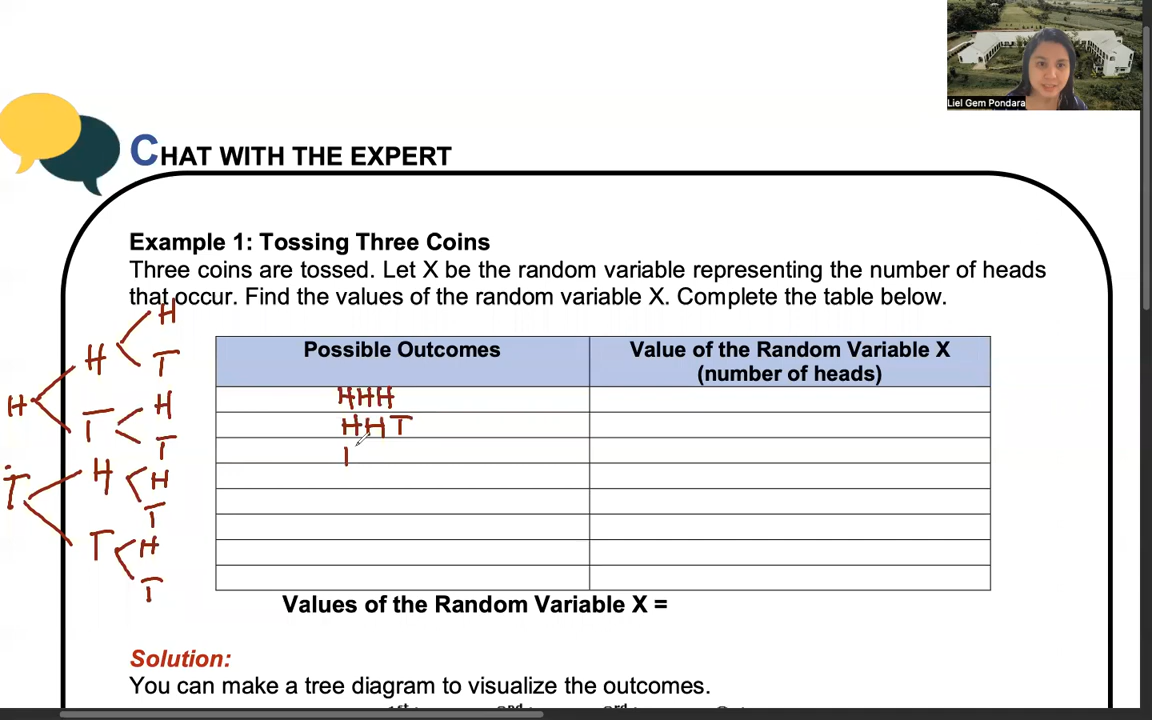 Liel Gem Pondara
CHAT WITH THE EXPERT
Example 1: Tossing Three Coins
Three coins are tossed. Let X be the random variable representing the number of heads
that occur. Find the values of the random variable X. Complete the table below.
H
H
T
H
T
H
T
T
H
H
T
T
H
T
Possible Outcomes
Value of the Random Variable X
(number of heads)
HHH
HHT
Values of the Random Variable X =
Solution:
You can make a tree diagram to visualize the outcomes.